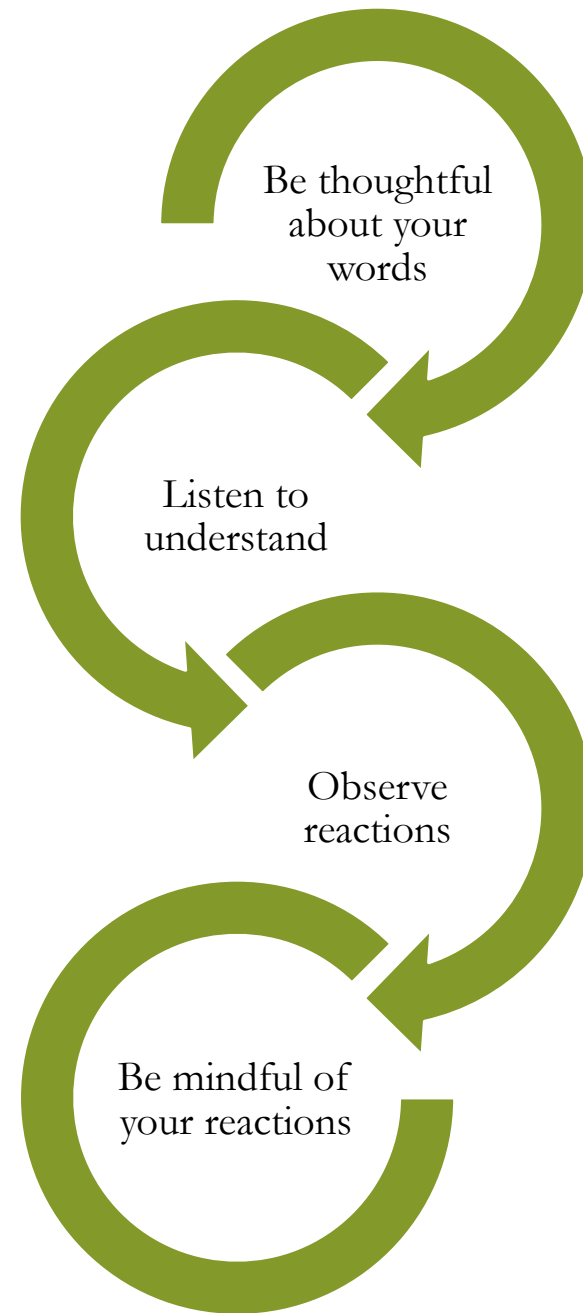 Be thoughtful
about your
words
Listen to
understand
Observe
reactions
Be mindful of
your reactions